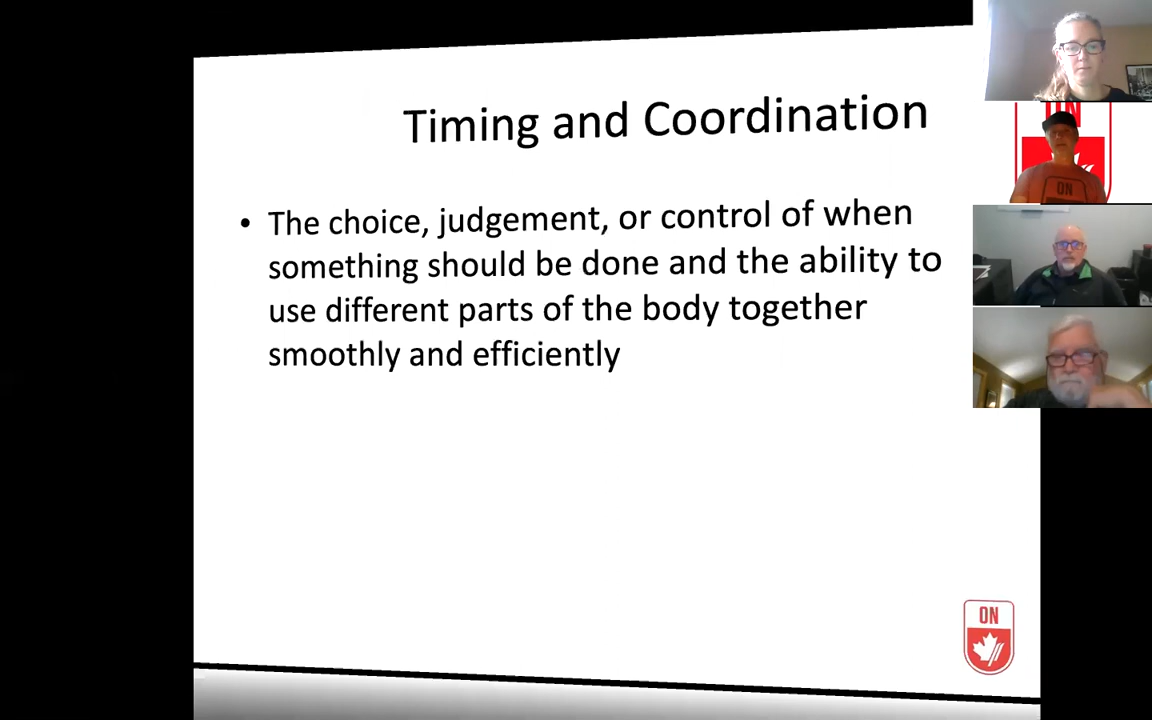 Timing and Coordination
• The choice, judgement, or control of when
something should be done and the ability to
use different parts of the body together
smoothly and efficiently
ON
ON
ON